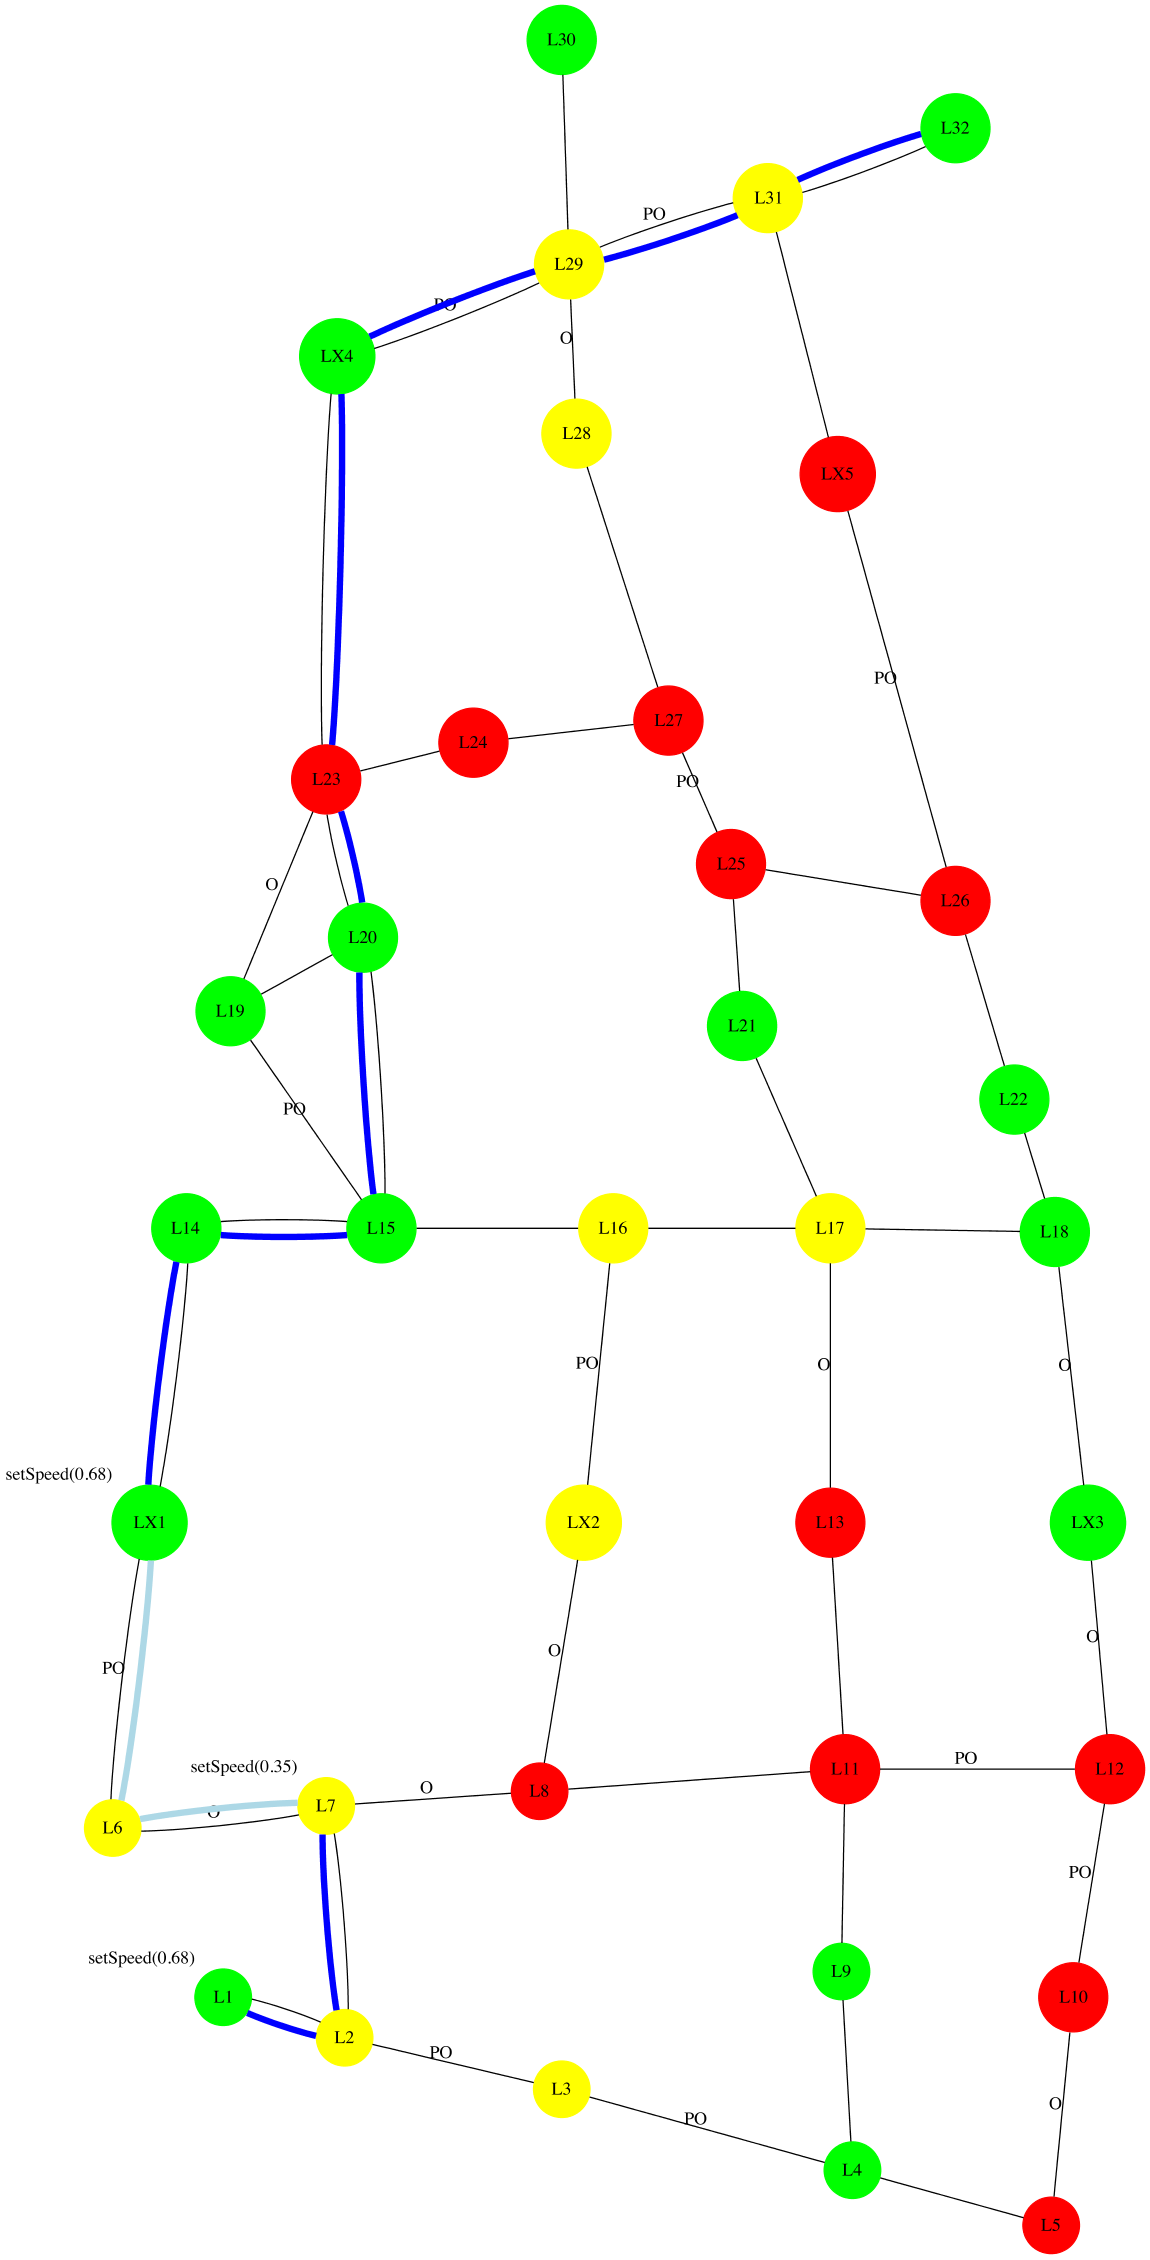 L30
L32
L31
PO
L29
PO
O
LX4
L28
LX5
PO
L27
L24
L23
PO
L25
O
L26
L20
L19
L21
L22
PO
L14
L15
L16
L17
L18
PO
O
O
setSpeed(0.68)
LX1
LX2
L13
LX3
O
O
PO
PO
setSpeed(0.35)
L11
L12
O
L8
L7
O
L6
PO
setSpeed(0.68)
L9
L1
L10
L2
PO
L3
O
PO
L4
L5